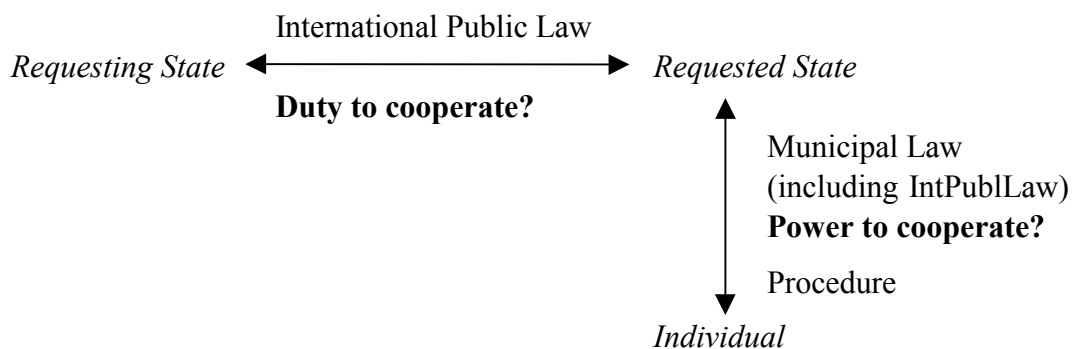 International Public Law
Requesting State
Requested State
Duty to cooperate?
Municipal Law
(including IntPublLaw)
Power to cooperate?
Procedure
Individual